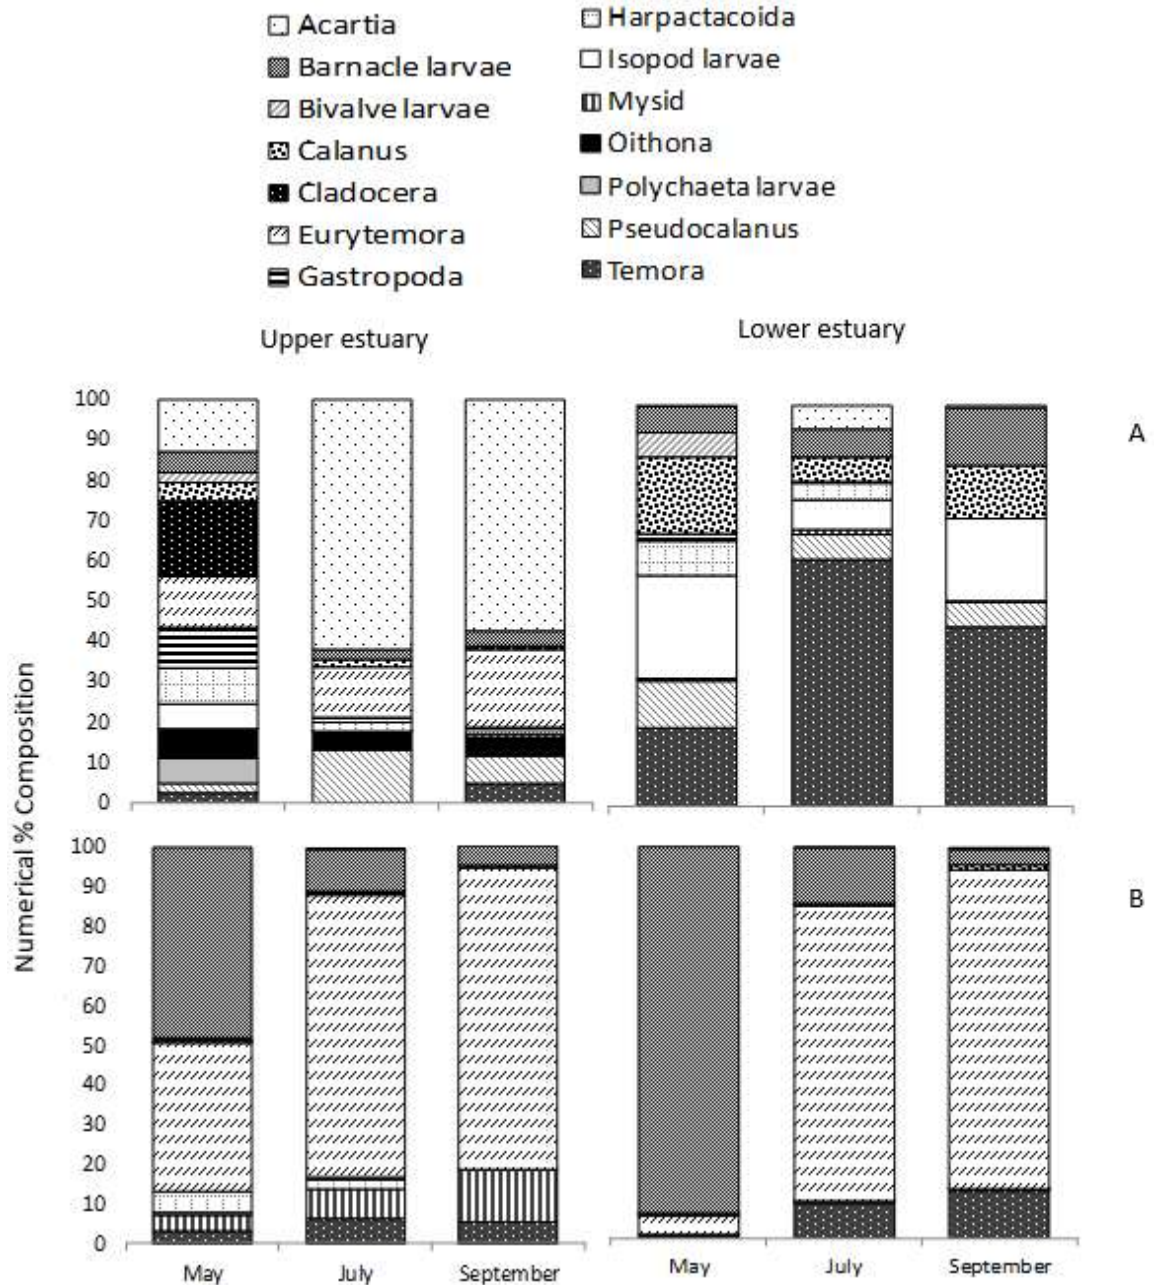 Acartia
Barnacle larvae
Bivalve larvae
Calanus
Cladocera
Eurytemora
Gastropoda
Harpactacoida
Isopod larvae
Mysid
Oithona
Polychaeta larvae
Pseudocalanus
Temora
Upper estuary
Lower estuary
Numerical % Composition
100
90
80
70
60
50
40
30
20
10
0
A
100
90
80
70
60
50
40
30
20
10
0
B
May July September
May July September